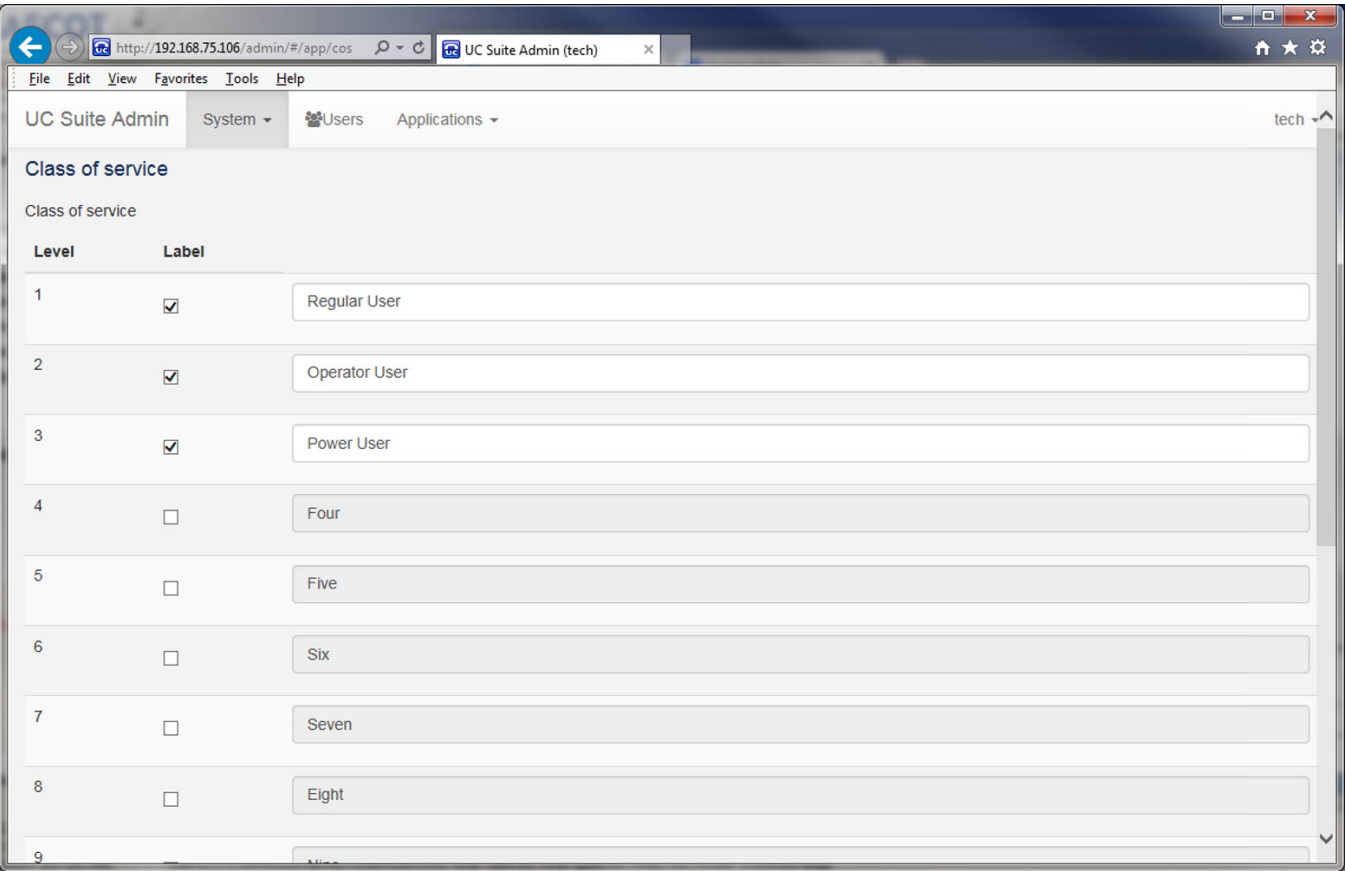 http://192.168.75.106/admin/#/app/cos UC Suite Admin (tech)
File Edit View Favorites Tools Help
UC Suite Admin System Users Applications tech
Class of service
Class of service
Level Label
1 Regular User
2 Operator User
3 Power User
4 Four
5 Five
6 Six
7 Seven
8 Eight
9 Nine